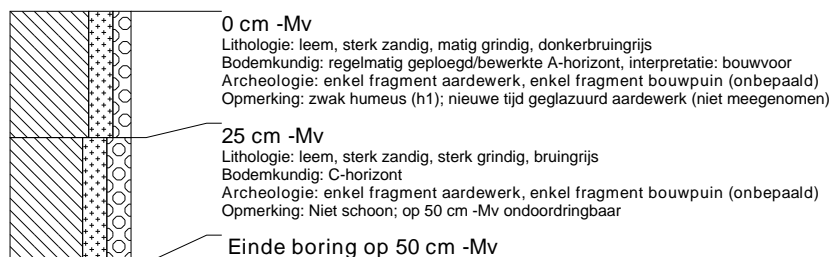 0 cm -Mv
Lithologie: leem, sterk zandig, matig grindig, donkerbruingrijs
Bodemkundig: regelmatig geploegd/bewerkte A-horizont, interpretatie: bouwvoor
Archeologie: enkel fragment aardewerk, enkel fragment bouwpuin (onbepaald)
Opmerking: zwak humeus (h1); nieuwe tijd geglazuurd aardewerk (niet meegenomen)
25 cm -Mv
Lithologie: leem, sterk zandig, sterk grindig, bruingrijs
Bodemkundig: C-horizont
Archeologie: enkel fragment aardewerk, enkel fragment bouwpuin (onbepaald)
Opmerking: Niet schoon; op 50 cm -Mv ondoordringbaar
Einde boring op 50 cm -Mv